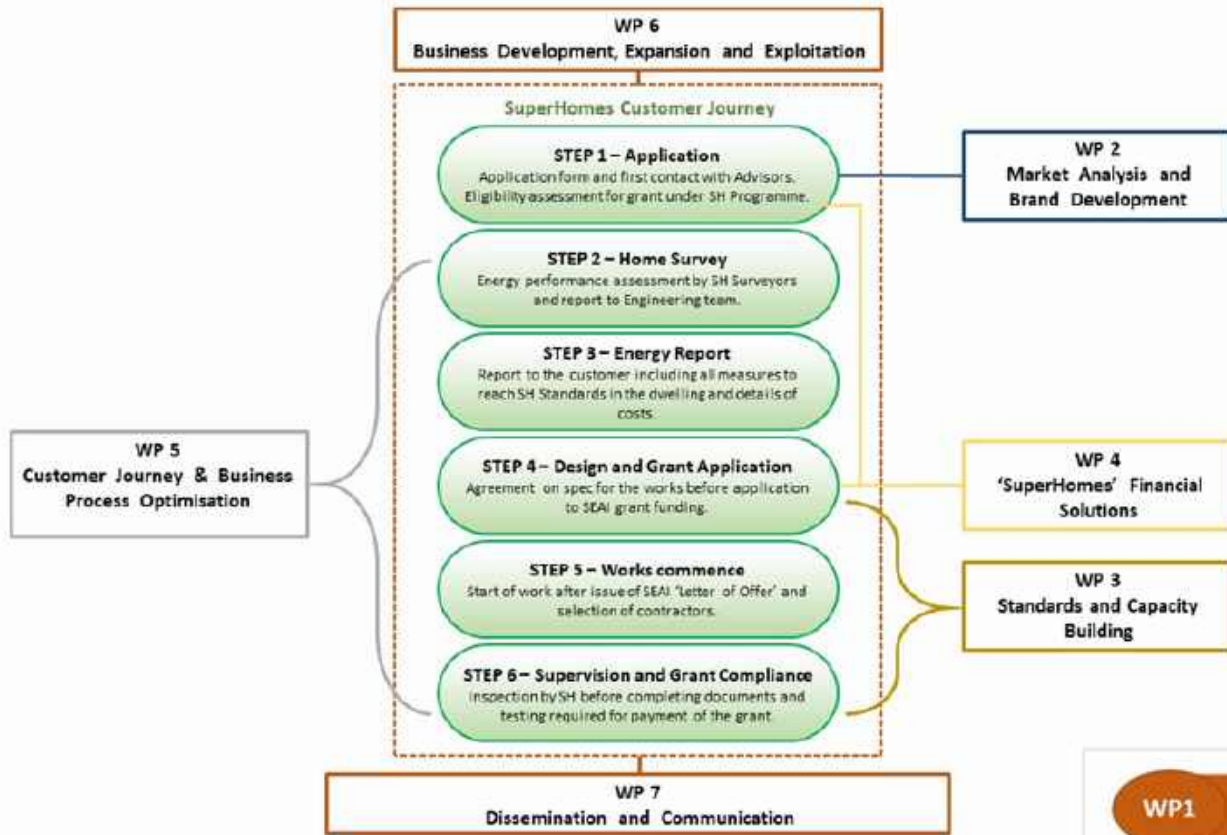 WP 6
Business Development, Expansion and Exploitation
SuperHomes Customer Journey
STEP 1 – Application
Application form and first contact with Advisors.
Eligibility assessment for grant under SH Programme.
WP 2
Market Analysis and
Brand Development
STEP 2 – Home Survey
Energy performance assessment by SH Surveyors
and report to Engineering team.
STEP 3 – Energy Report
Report to the customer including all measures to
reach SH Standards in the dwelling and details of
costs.
WP 5
Customer Journey & Business
Process Optimisation
STEP 4 – Design and Grant Application
Agreement on spec for the works before application
to SEAI grant funding.
WP 4
‘SuperHomes’ Financial
Solutions
STEP 5 – Works commence
Start of work after issue of SEAI ‘Letter of Offer’ and
selection of contractors.
WP 3
Standards and Capacity
Building
STEP 6 – Supervision and Grant Compliance
Inspection by SH before completing documents and
testing required for payment of the grant.
WP 7
Dissemination and Communication
WP1